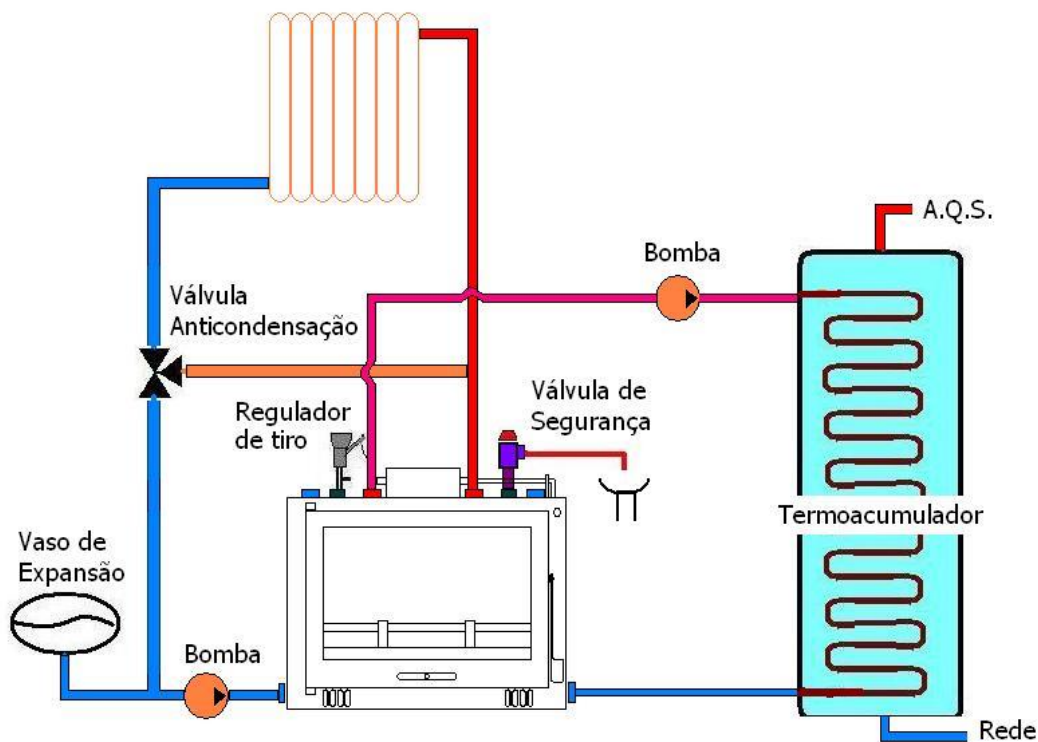 A.Q.S.
Bomba
Válvula
Anticondensação
Válvula de
Segurança
Regulador
de tiro
Termoacumulador
Vaso de
Expansão
Bomba
Rede